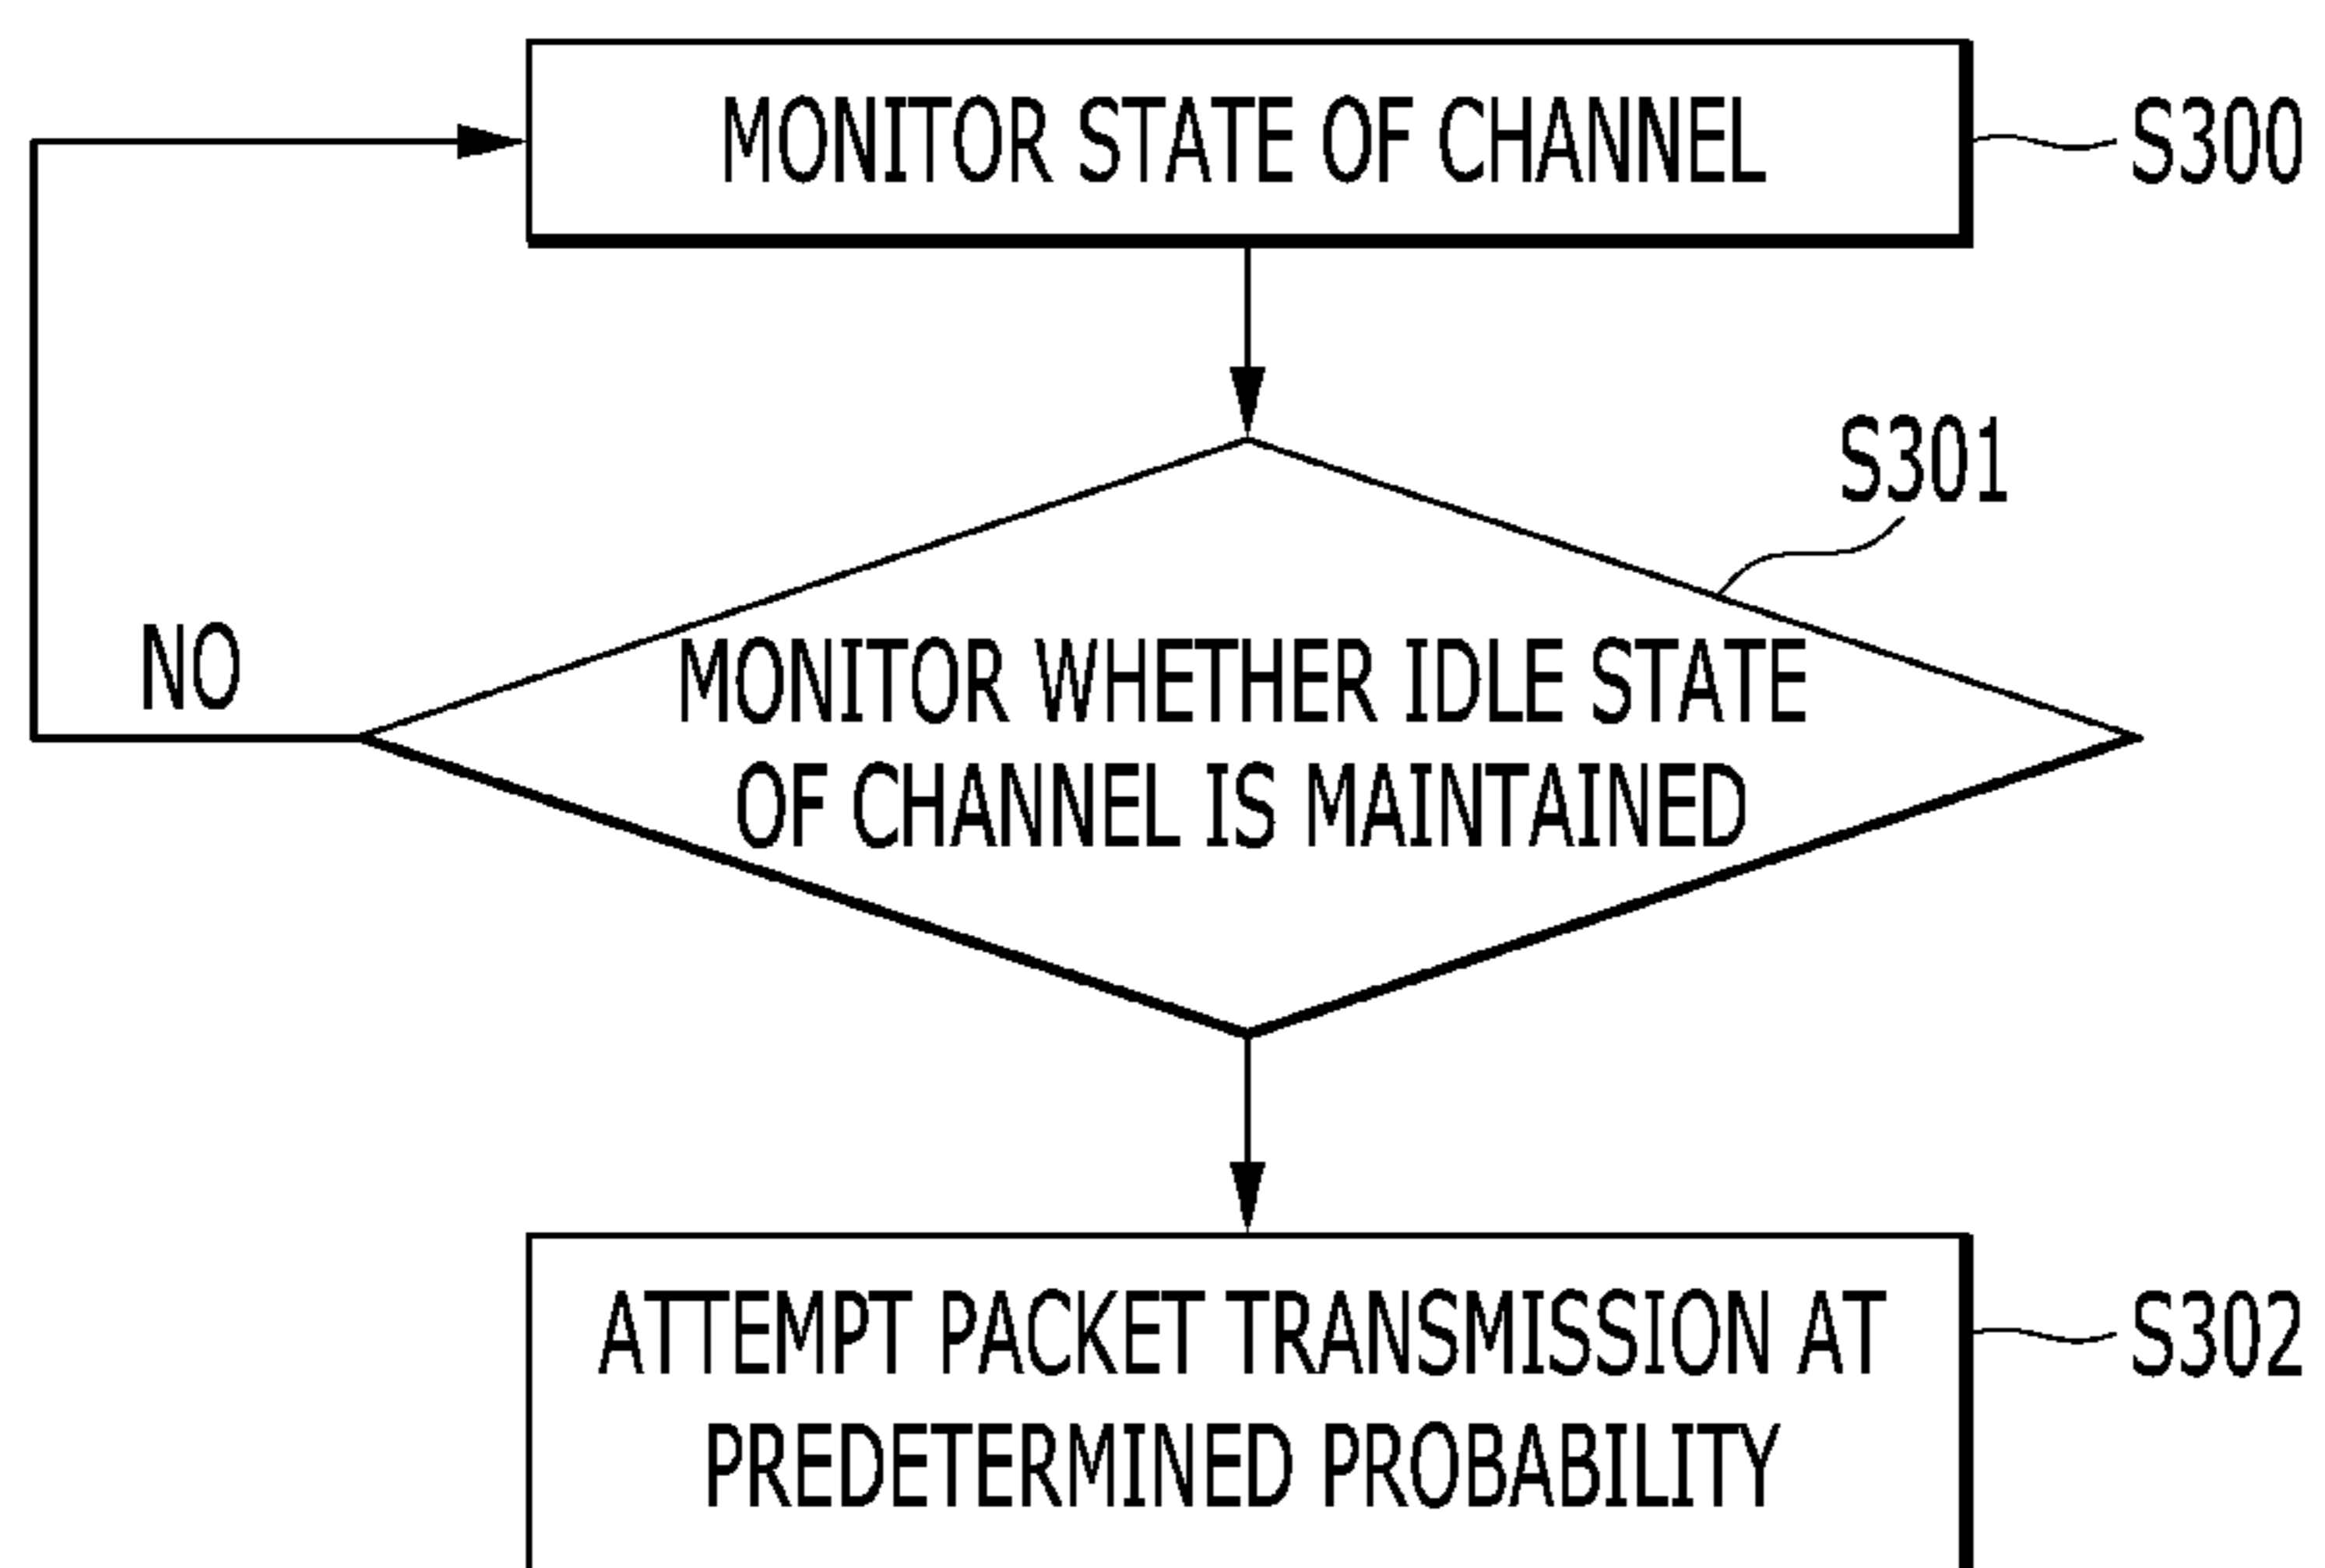 MONITOR STATE OF CHANNEL
S300
S301
NO
MONITOR WHETHER IDLE STATE
OF CHANNEL IS MAINTAINED
ATTEMPT PACKET TRANSMISSION AT
PREDETERMINED PROBABILITY
S302